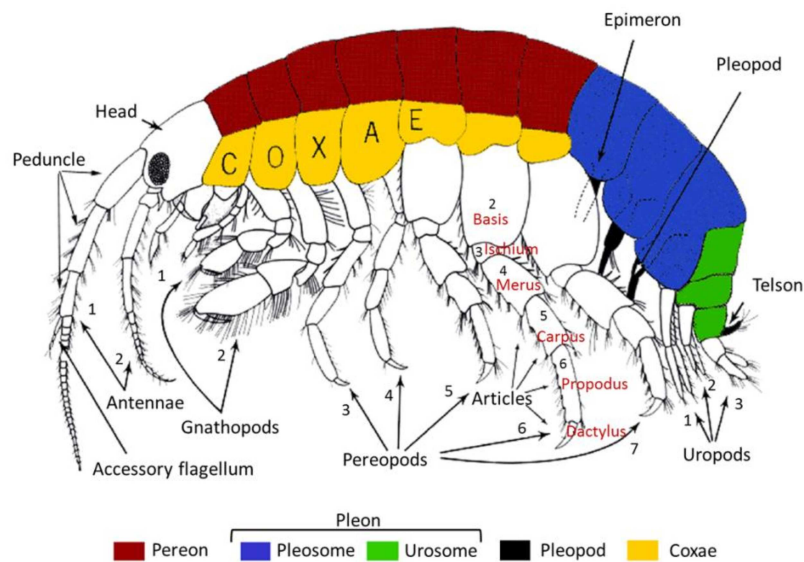 Epimeron
Pleopod
Head
Peduncle
C O X A E
2
Basis
3 Ischium
4
Merus
5
Carpus
6
Propodus
Dactylus
Telson
1
1
2
2
Antennae
Gnathopods
Accessory flagellum
3
4
5
Articles
6
7
Pereopods
1
2
3
Uropods
Pleon
Pereon
Pleosome
Urosome
Pleopod
Coxae